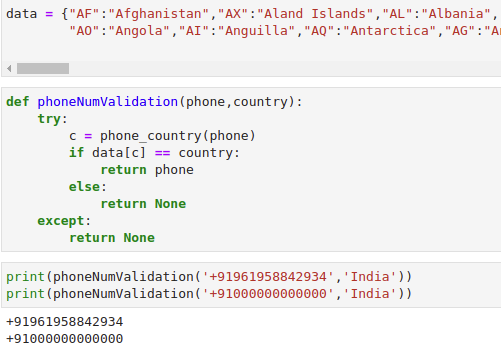 data = {"AF":"Afghanistan","AX":"Aland Islands","AL":"Albania",
"AO":"Angola","AI":"Anguilla","AQ":"Antarctica","AG":"A
def phoneNumValidation(phone,country):
try:
c = phone_country(phone)
if data[c] == country:
return phone
else:
return None
except:
return None
print(phoneNumValidation('+91961958842934','India'))
print(phoneNumValidation('+91000000000000','India'))
+91961958842934
+91000000000000